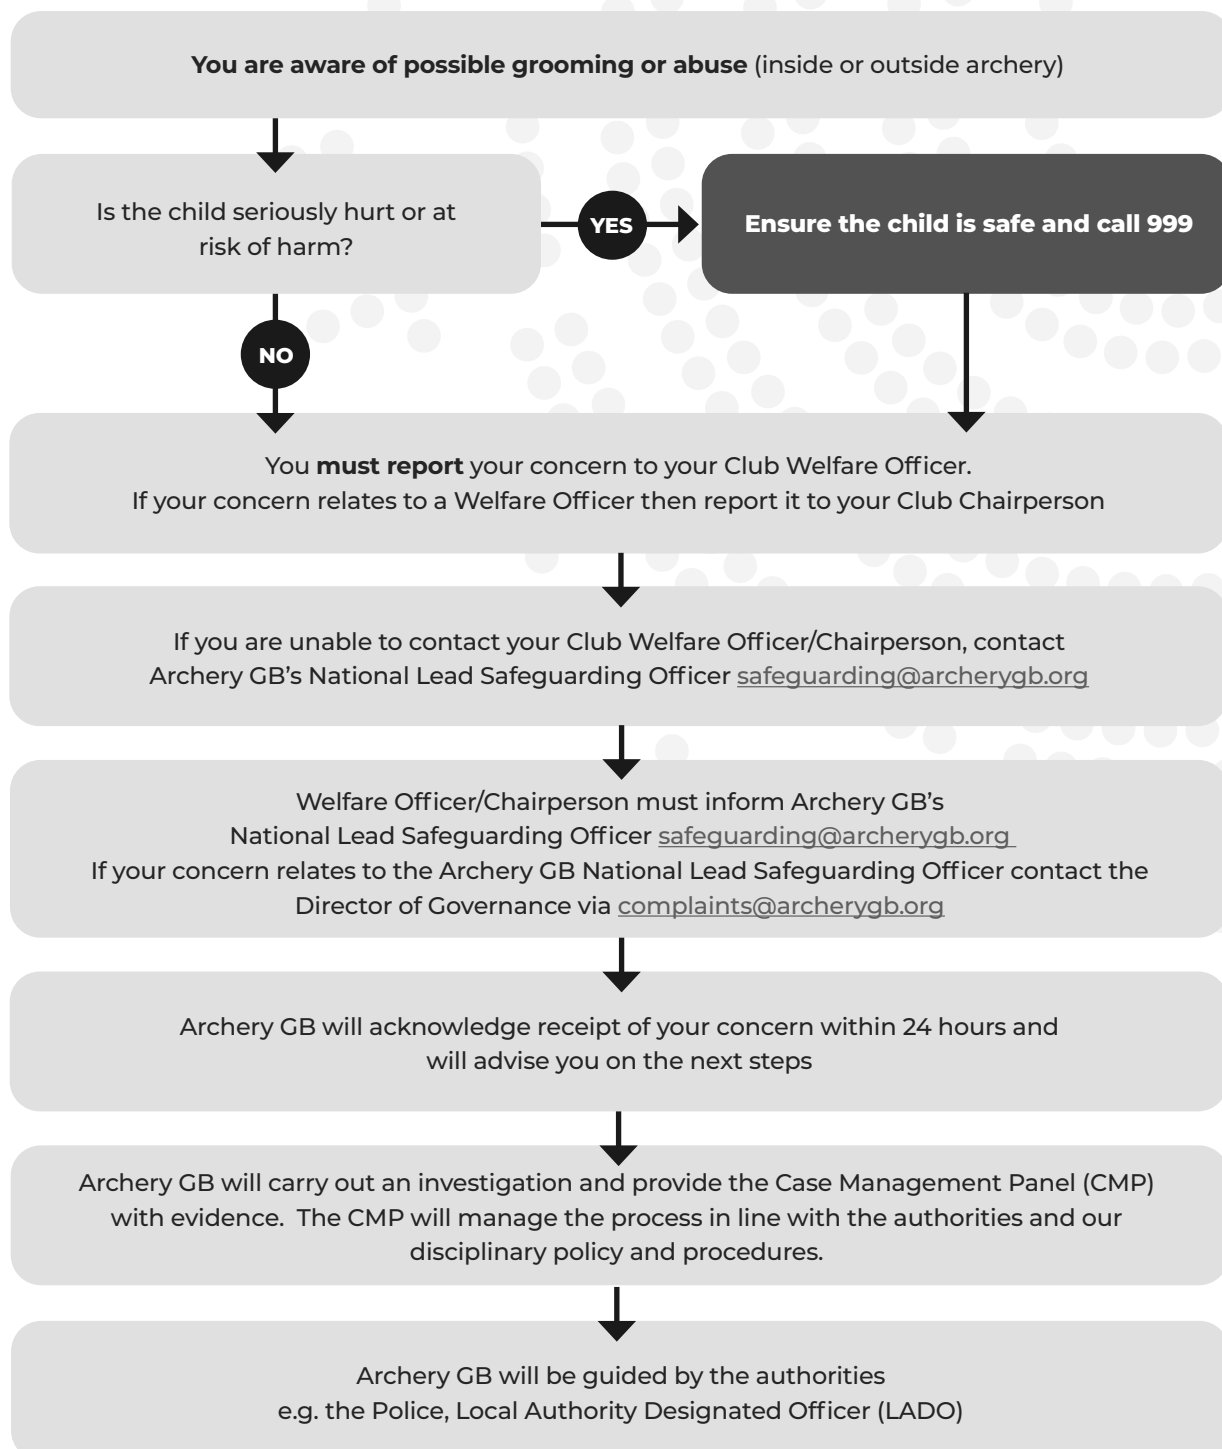 You are aware of possible grooming or abuse (inside or outside archery)
Is the child seriously hurt or at
risk of harm?
YES
Ensure the child is safe and call 999
NO
You must report your concern to your Club Welfare Officer.
If your concern relates to a Welfare Officer then report it to your Club Chairperson
If you are unable to contact your Club Welfare Officer/Chairperson, contact
Archery GB’s National Lead Safeguarding Officer safeguarding@archerygb.org
Welfare Officer/Chairperson must inform Archery GB’s
National Lead Safeguarding Officer safeguarding@archerygb.org
If your concern relates to the Archery GB National Lead Safeguarding Officer contact the
Director of Governance via complaints@archerygb.org
Archery GB will acknowledge receipt of your concern within 24 hours and
will advise you on the next steps
Archery GB will carry out an investigation and provide the Case Management Panel (CMP)
with evidence.  The CMP will manage the process in line with the authorities and our
disciplinary policy and procedures.
Archery GB will be guided by the authorities
e.g. the Police, Local Authority Designated Officer (LADO)